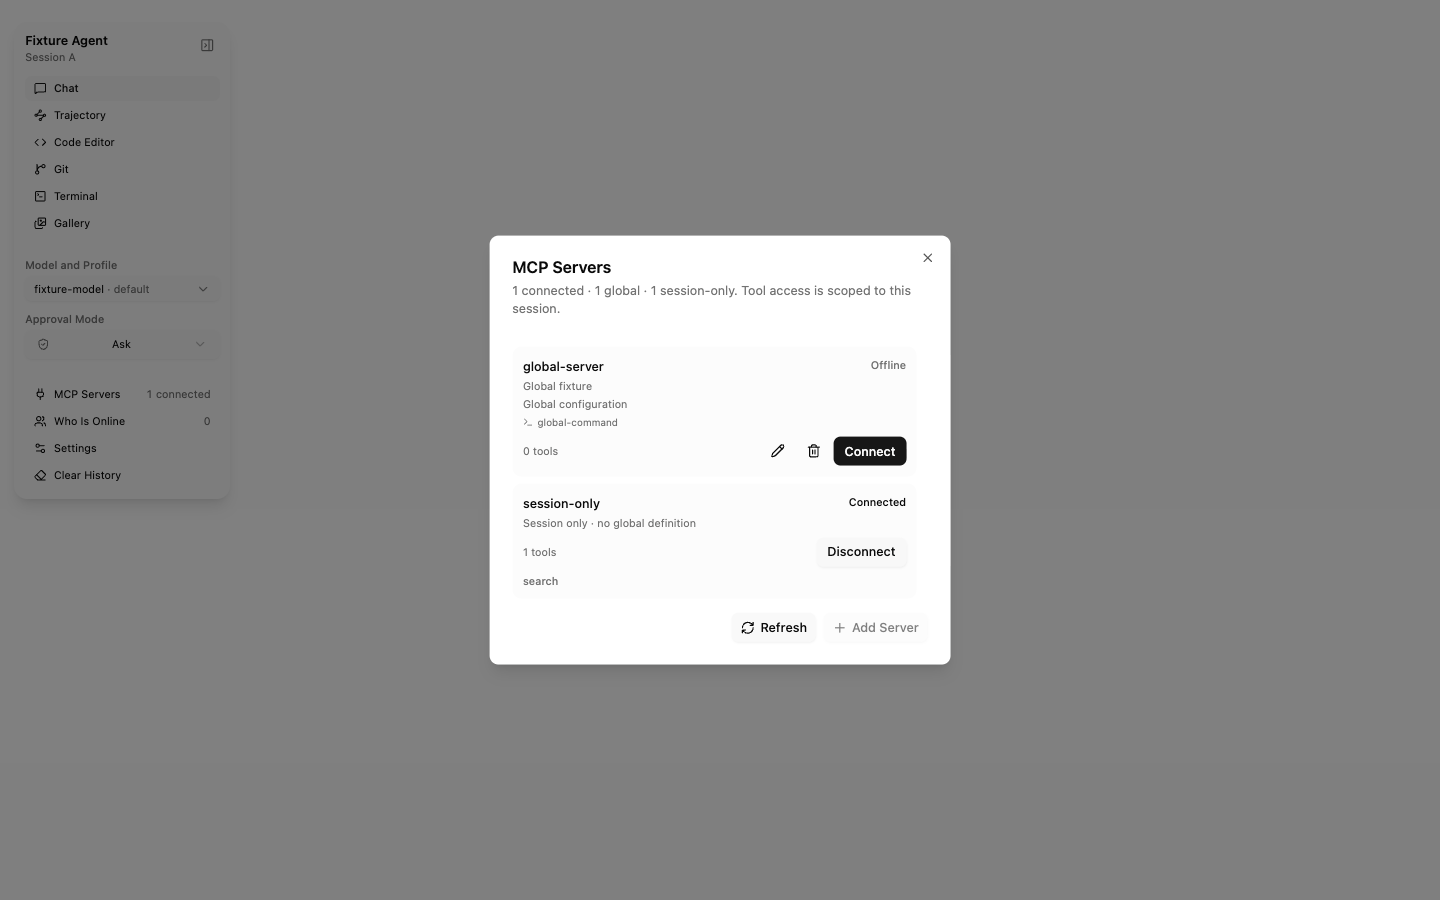 Fixture Agent
Session A
Chat
Trajectory
Code Editor
Git
Terminal
Gallery
Model and Profile
fixture-model · default
Approval Mode
Ask
MCP Servers 1 connected
Who Is Online 0
Settings
Clear History
MCP Servers
1 connected · 1 global · 1 session-only. Tool access is scoped to this
session.
global-server Offline
Global fixture
Global configuration
global-command
0 tools Connect
session-only Connected
Session only · no global definition
1 tools Disconnect
search
Refresh Add Server